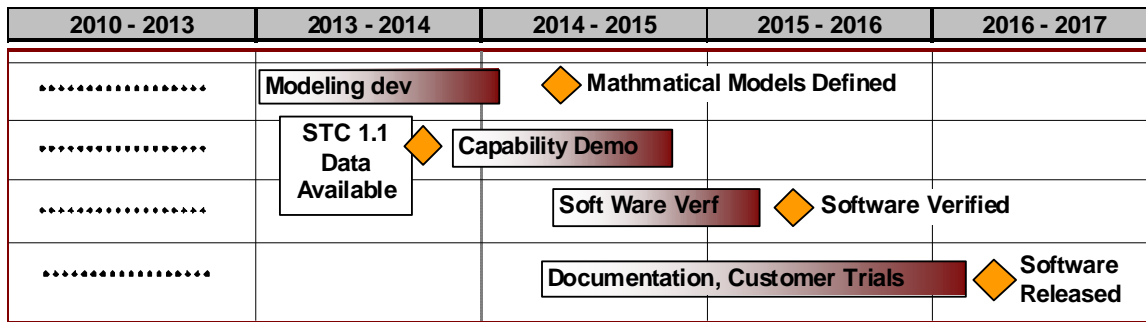 2010 - 2013 2013 - 2014 2014 - 2015 2015 - 2016 2016 - 2017
Modeling dev Mathmatical Models Defined
STC 1.1
Data
Available
Capability Demo
Soft Ware Verf Software Verified
Documentation, Customer Trials
Software
Released